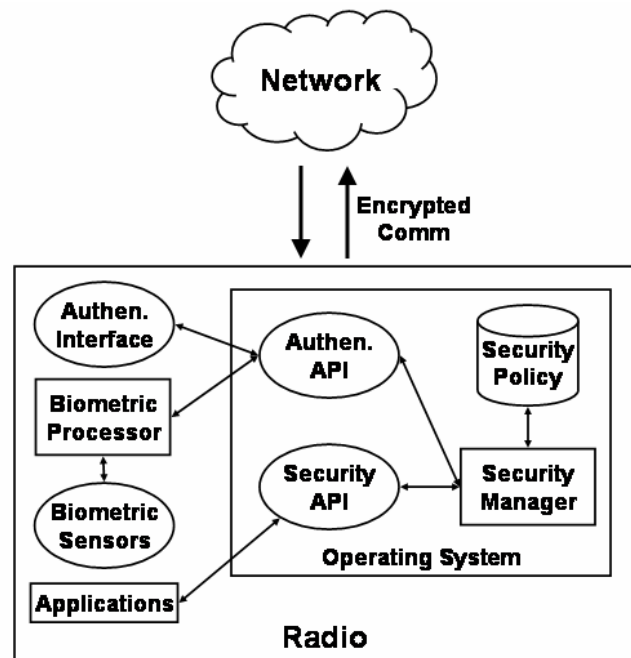 Network
Encrypted
Comm
Authen.
Interface
Authen.
API
Security
Policy
Biometric
Processor
Security
API
Security
Manager
Biometric
Sensors
Operating System
Applications
Radio